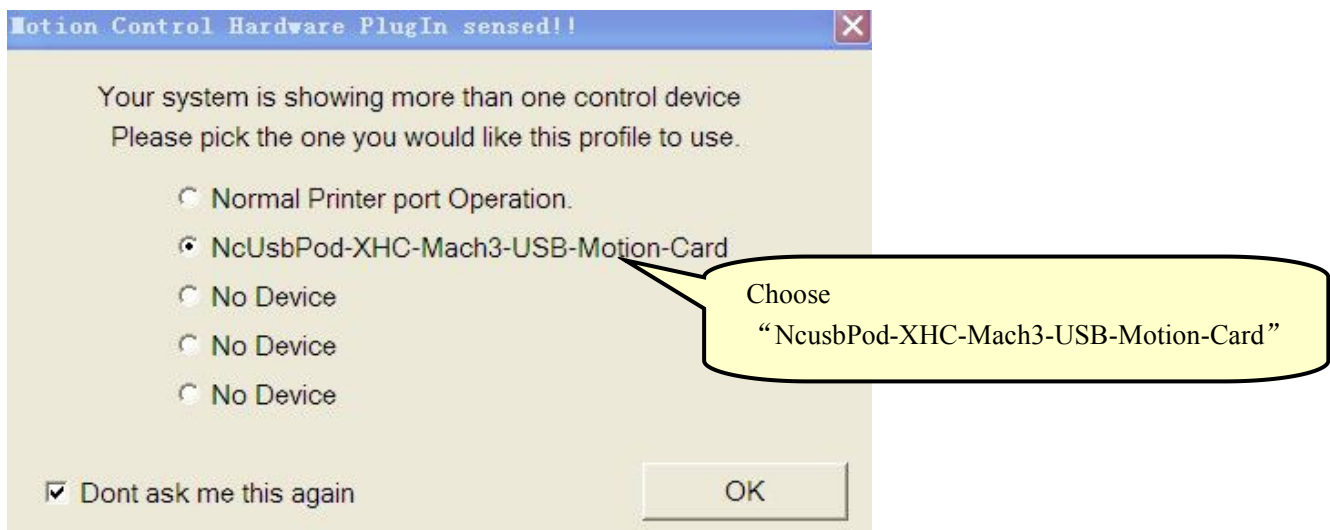 Motion Control Hardware PlugIn sensed!!
Your system is showing more than one control device
Please pick the one you would like this profile to use.
Normal Printer port Operation.
NcUsbPod-XHC-Mach3-USB-Motion-Card
No Device
No Device
No Device
Choose
“NcusbPod-XHC-Mach3-USB-Motion-Card”
Dont ask me this again
OK